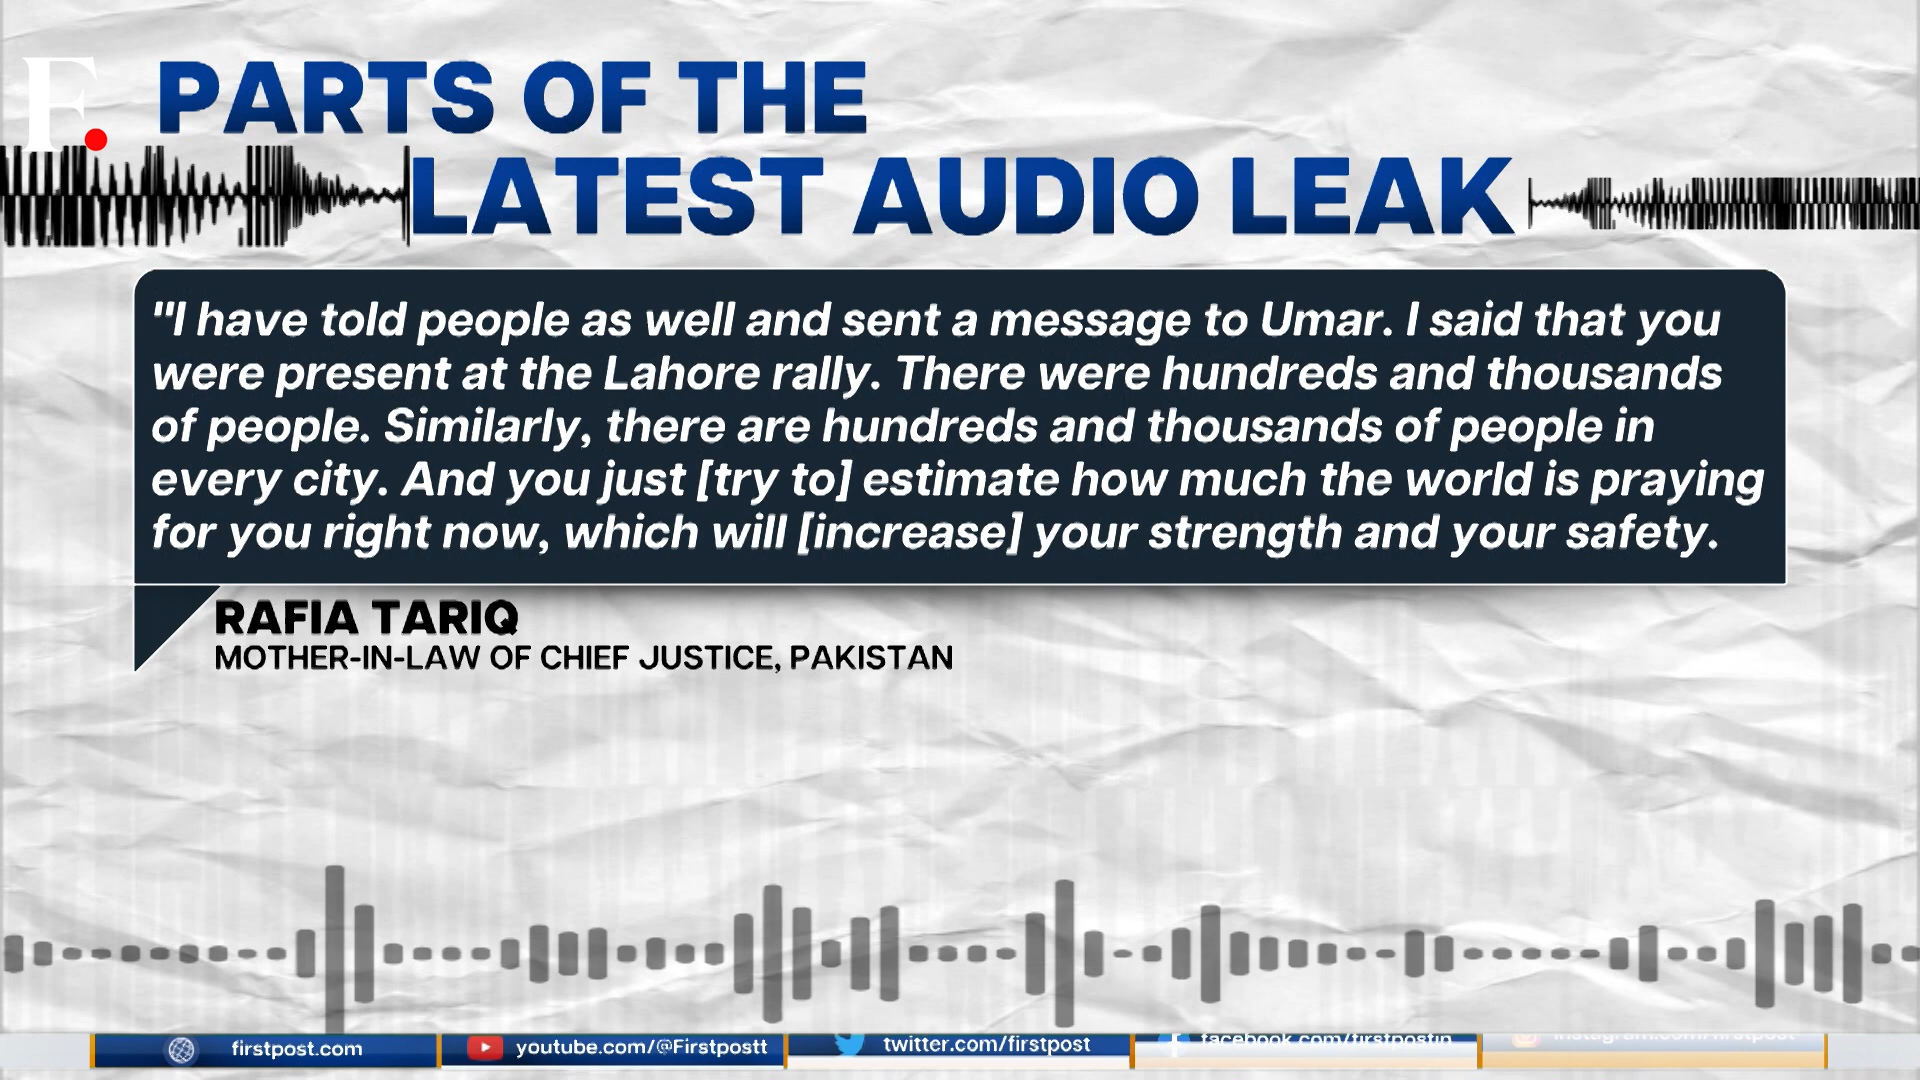 F.
PARTS OF THE
LATEST AUDIO LEAK
"I have told people as well and sent a message to Umar. I said that you
were present at the Lahore rally. There were hundreds and thousands
of people. Similarly, there are hundreds and thousands of people in
every city. And you just [try to] estimate how much the world is praying
for you right now, which will [increase] your strength and your safety.
RAFIA TARIQ
MOTHER-IN-LAW OF CHIEF JUSTICE, PAKISTAN
firstpost.com
youtube.com/@Firstpostt
twitter.com/firstpost
facebook.com/firstpostin